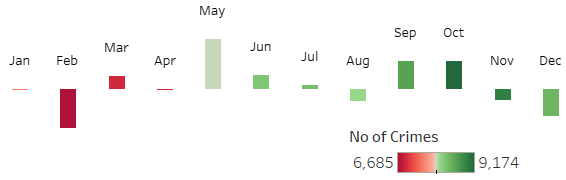 May
Sep Oct
Mar Jun
Jan Feb Apr Jul Aug Nov Dec
No of Crimes
6,685 9,174